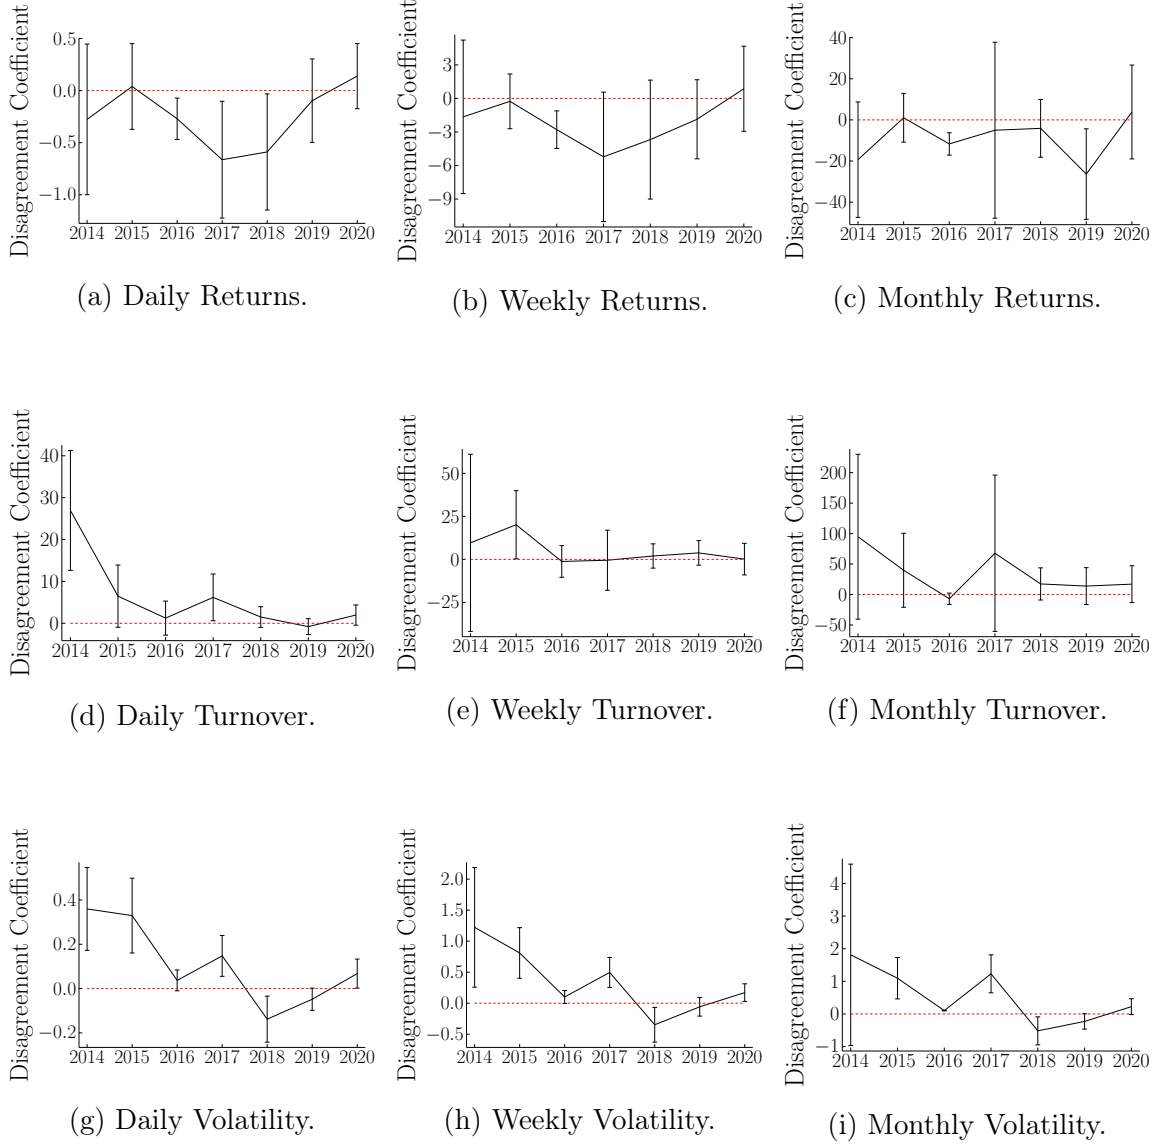 Disagreement Coefficient
0.5
0.0
−0.5
−1.0
2014 2015 2016 2017 2018 2019 2020
(a) Daily Returns.
Disagreement Coefficient
3
0
−3
−6
−9
2014 2015 2016 2017 2018 2019 2020
(b) Weekly Returns.
Disagreement Coefficient
40
20
0
−20
−40
2014 2015 2016 2017 2018 2019 2020
(c) Monthly Returns.
Disagreement Coefficient
40
30
20
10
0
2014 2015 2016 2017 2018 2019 2020
(d) Daily Turnover.
Disagreement Coefficient
50
25
0
−25
2014 2015 2016 2017 2018 2019 2020
(e) Weekly Turnover.
Disagreement Coefficient
200
150
100
50
0
−50
2014 2015 2016 2017 2018 2019 2020
(f) Monthly Turnover.
Disagreement Coefficient
0.4
0.2
0.0
−0.2
2014 2015 2016 2017 2018 2019 2020
(g) Daily Volatility.
Disagreement Coefficient
2.0
1.5
1.0
0.5
0.0
−0.5
2014 2015 2016 2017 2018 2019 2020
(h) Weekly Volatility.
Disagreement Coefficient
4
3
2
1
0
−1
2014 2015 2016 2017 2018 2019 2020
(i) Monthly Volatility.